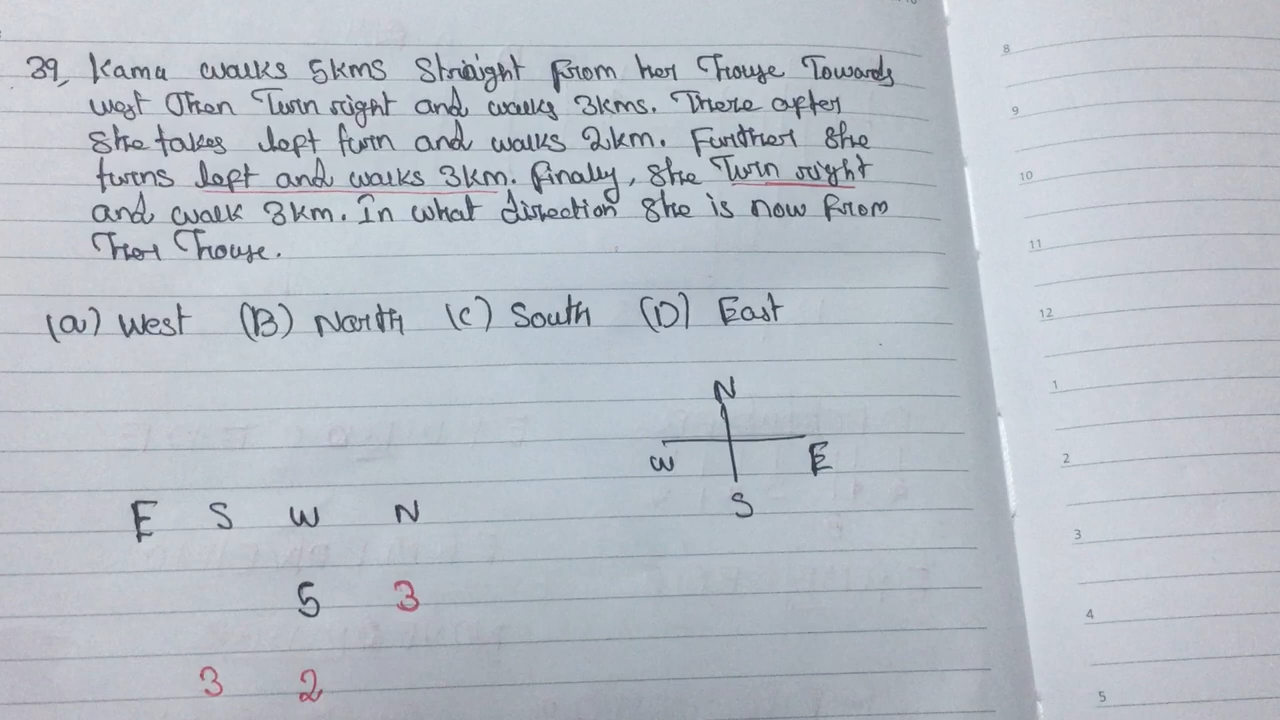 39, Kamu walks 5kms Straight from her House Towards
west Then Turn right and walks 3kms. There after
She takes left turn and walks 2km. Further She
turns left and walks 3km. finally, She Turn right
and walk 3km. In what direction She is now from
Her House.
(a) West (B) North (C) South (D) East
N
W E
S
E S W N
5 3
3 2
8
9
10
11
12
1
2
3
4
5